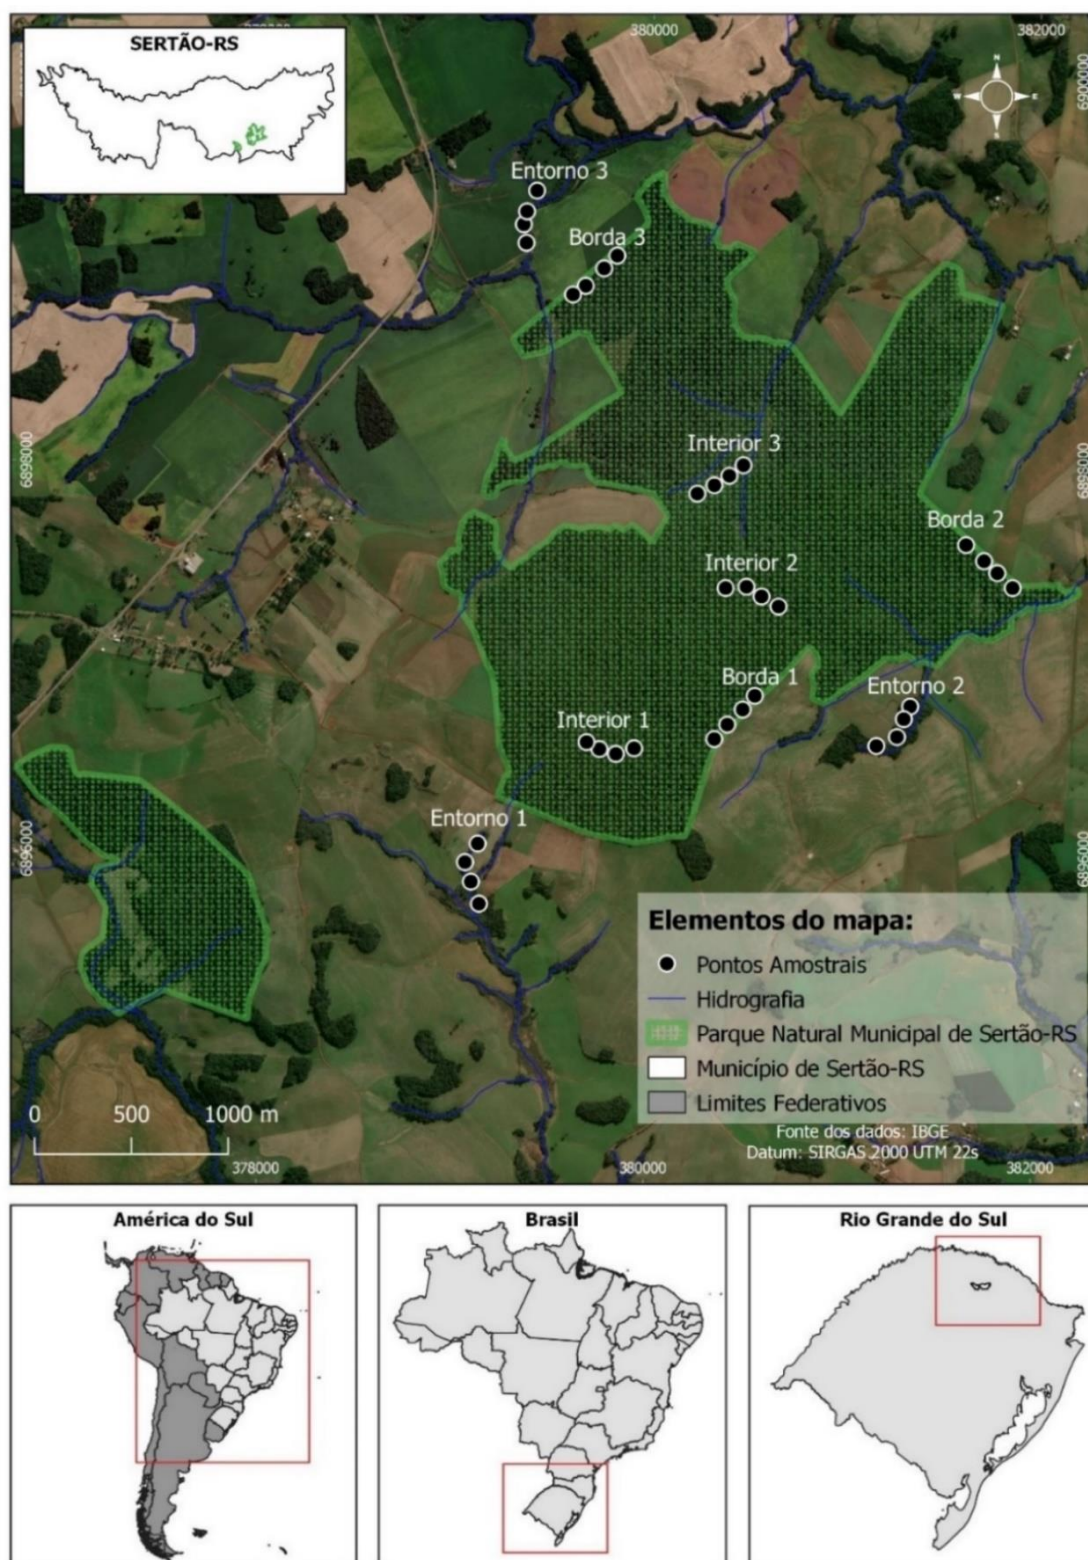 380000
382000
SERTÃO-RS
6900000
Entorno 3
Borda 3
Interior 3
6898000
6898000
Borda 2
Interior 2
Borda 1
Entorno 2
Interior 1
Entorno 1
6896000
6896000
Elementos do mapa:
Pontos Amostrais
Hidrografia
Parque Natural Municipal de Sertão-RS
Município de Sertão-RS
Limites Federativos
0 500 1000 m
Fonte dos dados: IBGE
Datum: SIRGAS 2000 UTM 22s
378000
380000
382000
América do Sul
Brasil
Rio Grande do Sul
N
W
E
S